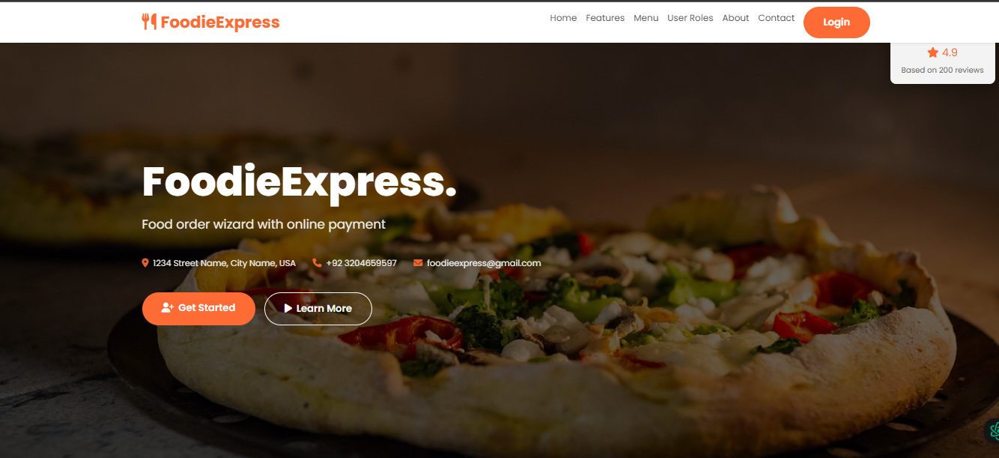 FoodieExpress
Home Features Menu User Roles About Contact Login
4.9
Based on 200 reviews
FoodieExpress.
Food order wizard with online payment
1234 Street Name, City Name, USA +92 3204659597 foodieexpress@gmail.com
Get Started Learn More